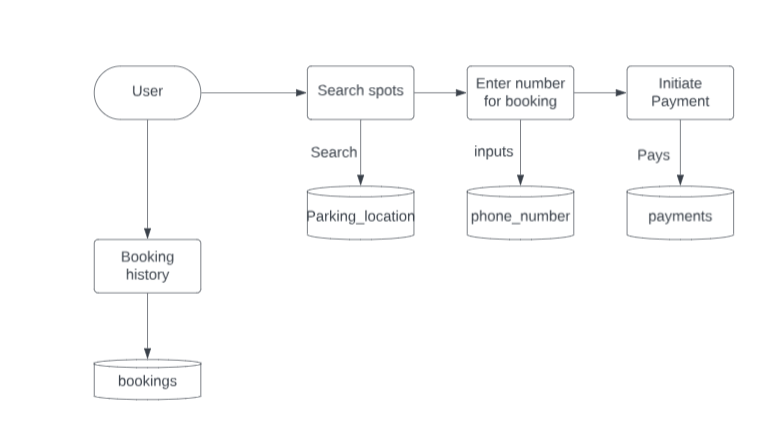 User
Search spots
Enter number
for booking
Initiate
Payment
Search
inputs
Pays
Parking_location
phone_number
payments
Booking
history
bookings